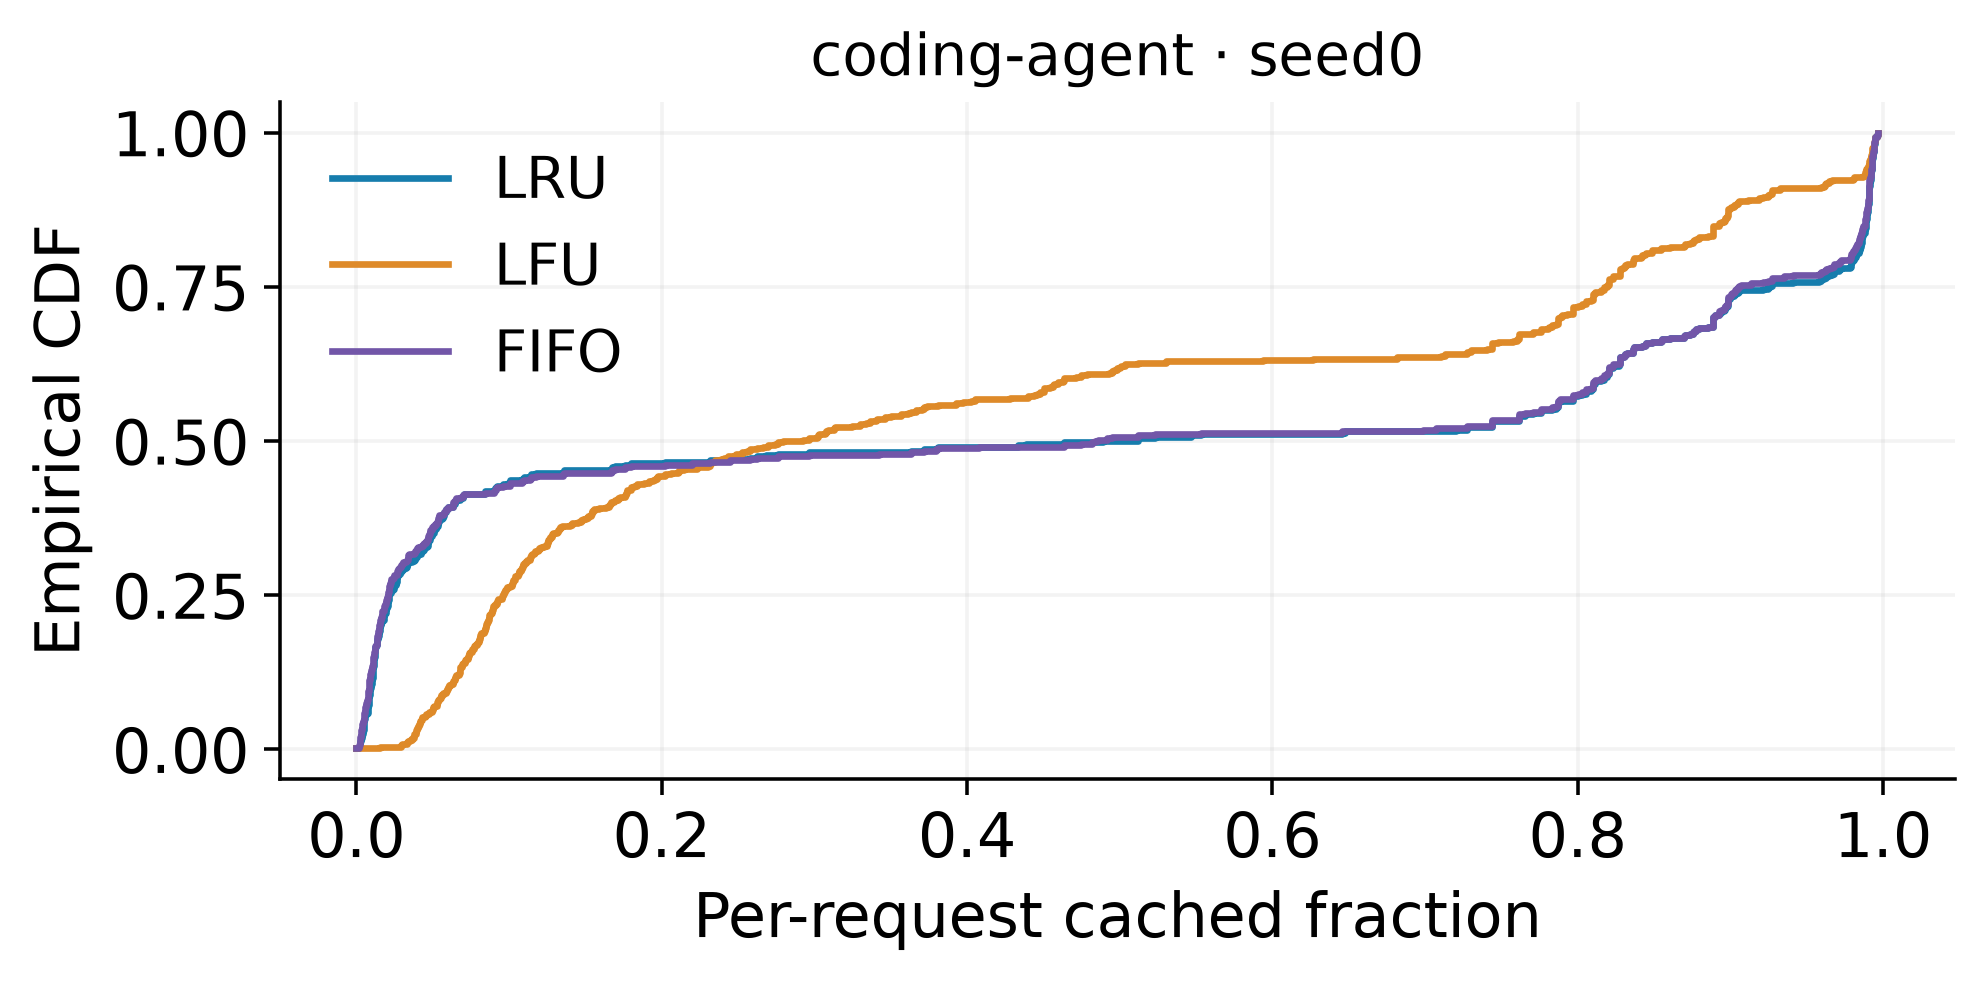 coding-agent · seed0
Empirical CDF
1.00
0.75
0.50
0.25
0.00
LRU
LFU
FIFO
0.0 0.2 0.4 0.6 0.8 1.0
Per-request cached fraction